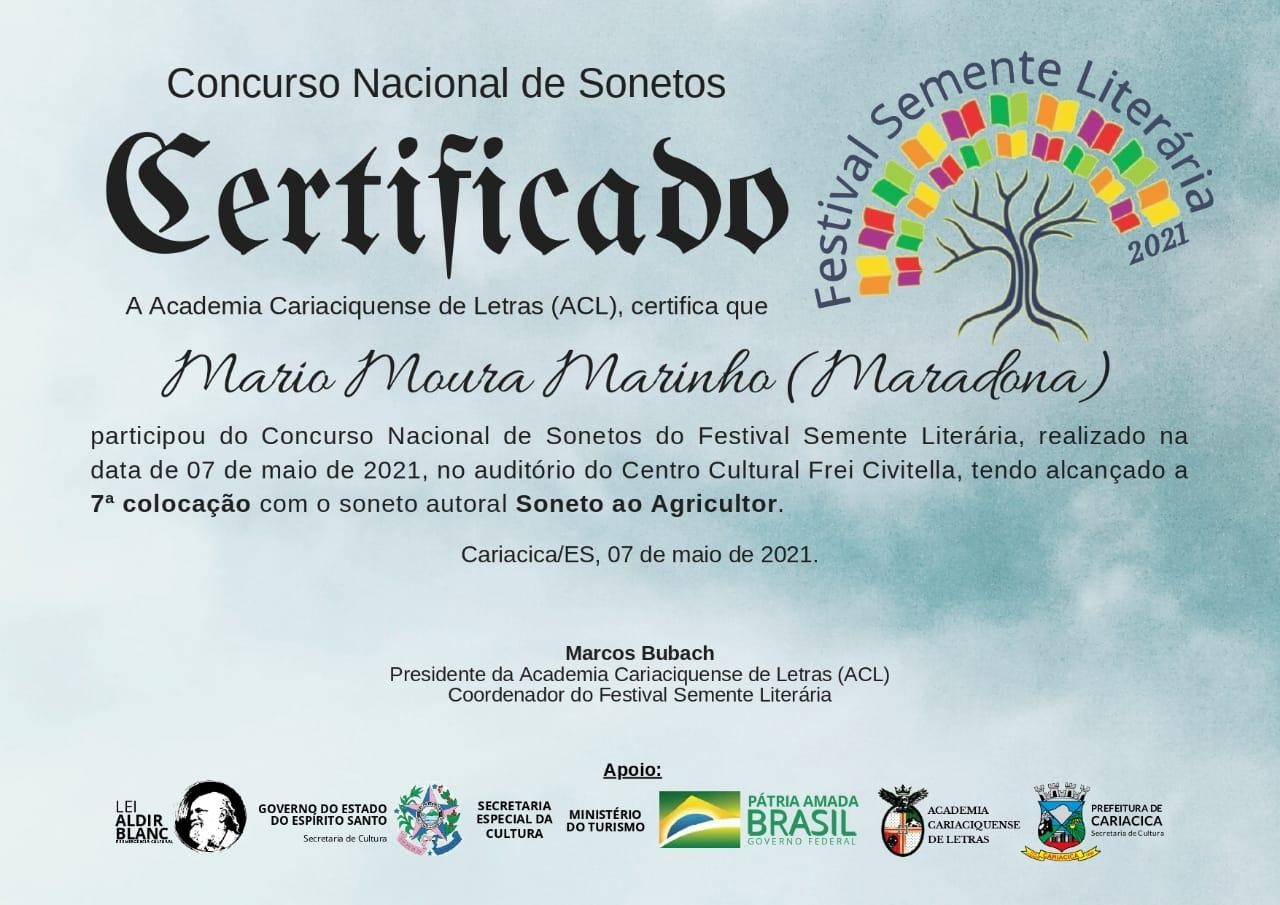 Concurso Nacional de Sonetos
Certificado
Festival Semente Literária
2021
A Academia Cariaciquense de Letras (ACL), certifica que
Mario Moura Marinho (Maradona)
participou do Concurso Nacional de Sonetos do Festival Semente Literária, realizado na
data de 07 de maio de 2021, no auditório do Centro Cultural Frei Civitella, tendo alcançado a
7ª colocação com o soneto autoral Soneto ao Agricultor.
Cariacica/ES, 07 de maio de 2021.
Marcos Bubach
Presidente da Academia Cariaciquense de Letras (ACL)
Coordenador do Festival Semente Literária
Apoio:
LEI
ALDIR
BLANC
GOVERNO DO ESTADO
DO ESPÍRITO SANTO
Secretaria de Cultura
SECRETARIA
ESPECIAL DA
CULTURA
MINISTÉRIO
DO TURISMO
PÁTRIA AMADA
BRASIL
GOVERNO FEDERAL
ACADEMIA
CARIACIQUENSE
DE LETRAS
CARIACICA
PREFEITURA DE
CARIACICA
Secretaria de Cultura